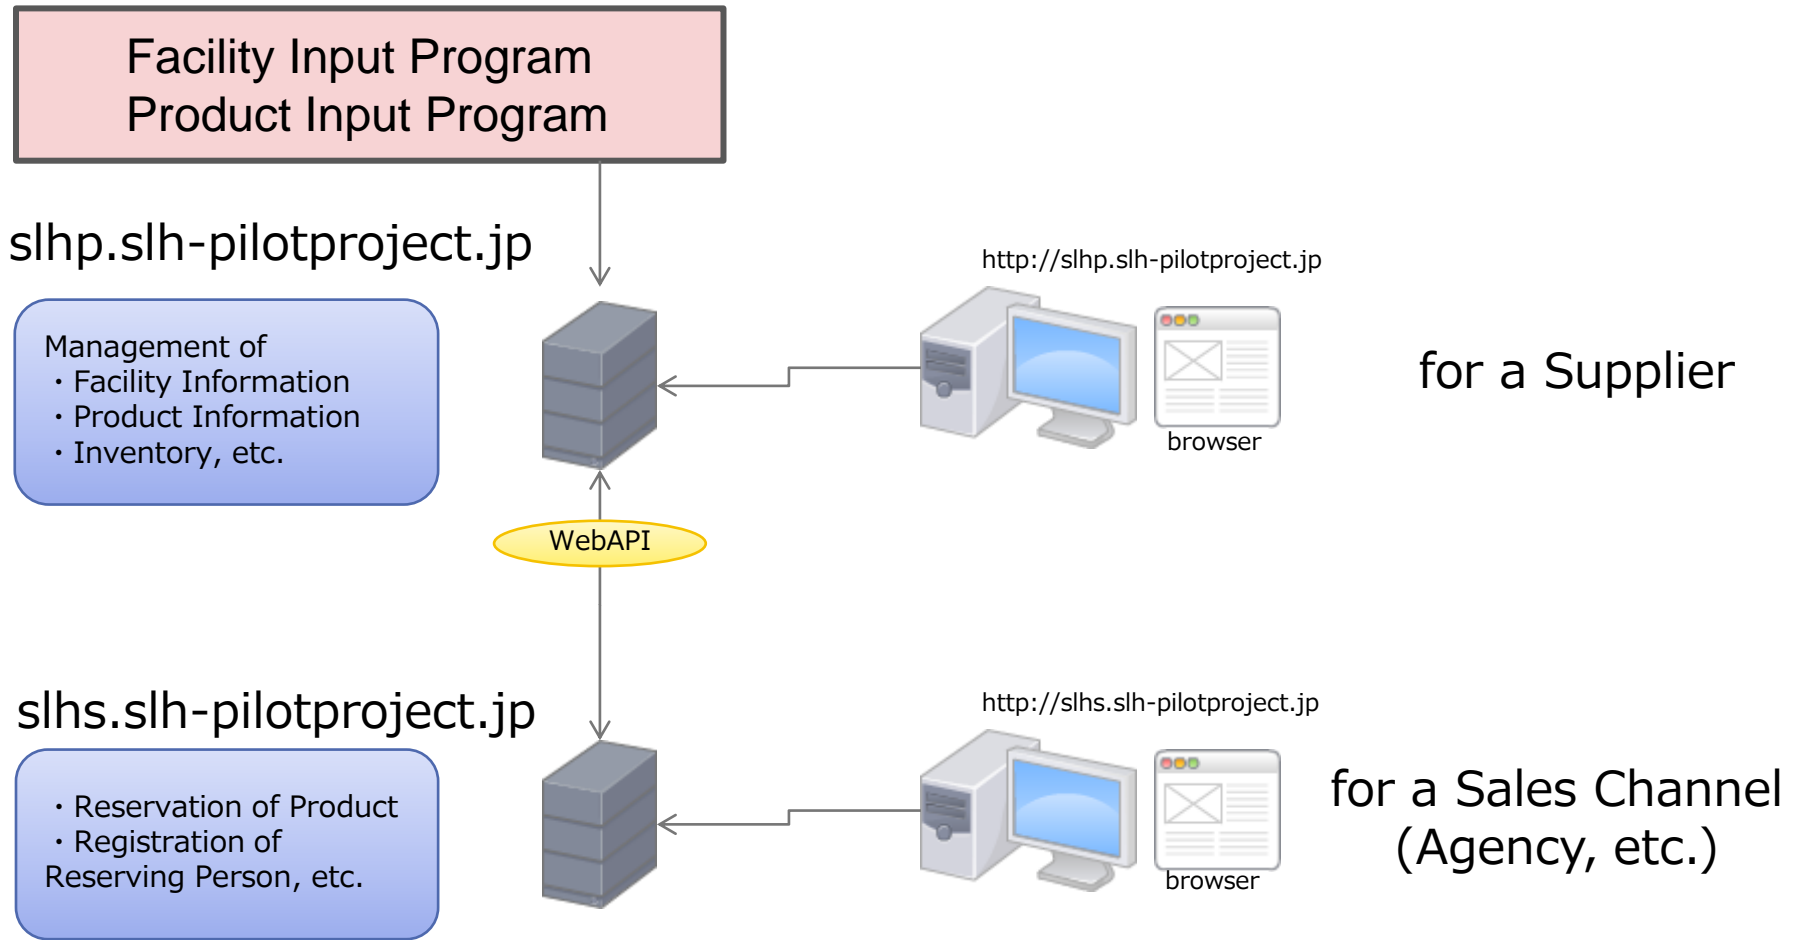 Facility Input Program
Product Input Program
slhp.slh-pilotproject.jp
Management of
・Facility Information
・Product Information
・Inventory, etc.
http://slhp.slh-pilotproject.jp
browser
for a Supplier
WebAPI
slhs.slh-pilotproject.jp
・Reservation of Product
・Registration of
Reserving Person, etc.
http://slhs.slh-pilotproject.jp
browser
for a Sales Channel
(Agency, etc.)